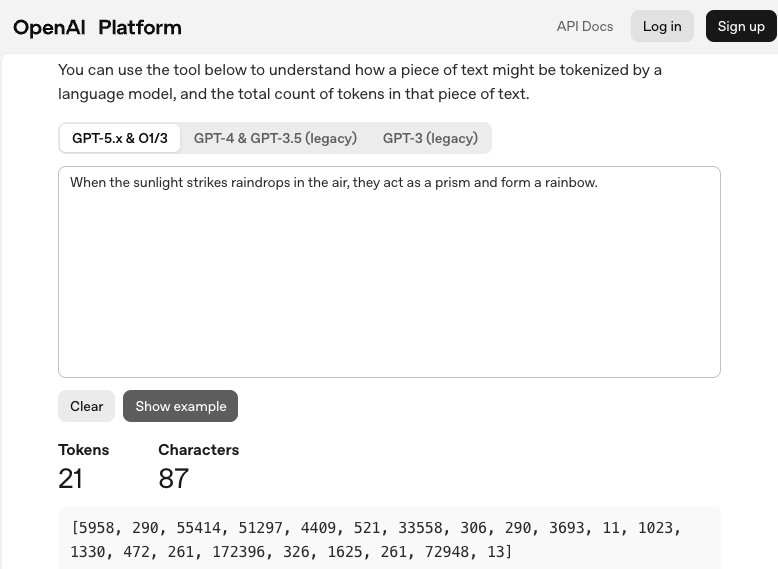 OpenAI Platform
API Docs
Log in
Sign up
You can use the tool below to understand how a piece of text might be tokenized by a
language model, and the total count of tokens in that piece of text.
GPT-5.x & O1/3
GPT-4 & GPT-3.5 (legacy)
GPT-3 (legacy)
When the sunlight strikes raindrops in the air, they act as a prism and form a rainbow.
Clear
Show example
Tokens
21
Characters
87
[5958, 290, 55414, 51297, 4409, 521, 33558, 306, 290, 3693, 11, 1023,
1330, 472, 261, 172396, 326, 1625, 261, 72948, 13]